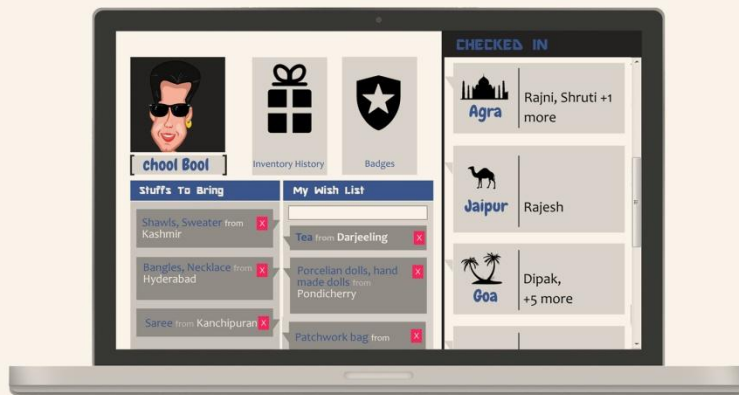 CHECKED IN
chool Bool
Inventory History
Badges
Stuffs To Bring
Shawls, Sweater from
Kashmir
X
Bangles, Necklace from
Hyderabad
X
Saree from Kanchipuran
X
My Wish List
Tea from Darjeeling
X
Porcelian dolls, hand
made dolls from
Pondicherry
X
Patchwork bag from
X
Agra
Rajni, Shruti +1
more
Jaipur
Rajesh
Goa
Dipak,
+5 more